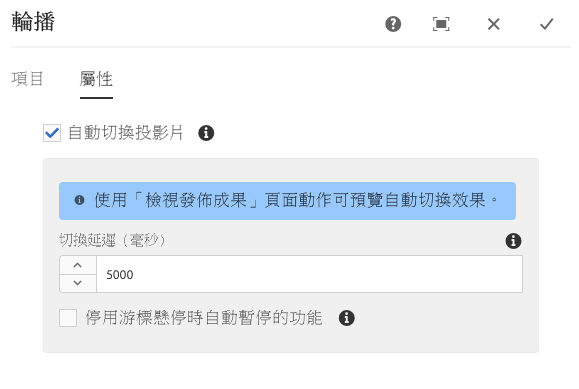 輪播
項目 屬性
自動切換投影片
使用「檢視發佈成果」頁面動作可預覽自動切換效果。
切換延遲（毫秒）
5000
停用游標懸停時自動暫停的功能